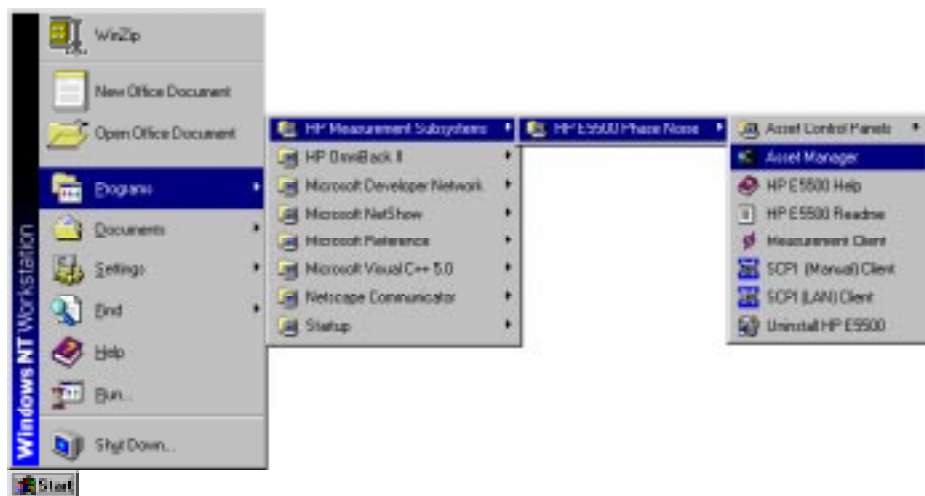 WinZip
New Office Document
Open Office Document
Programs
Documents
Settings
Find
Help
Run...
Shut Down...
Windows NT Workstation
Start
HP Measurement Subsystems
HP OmniBack II
Microsoft Developer Network
Microsoft NetShow
Microsoft Reference
Microsoft Visual C++ 5.0
Netscape Communicator
Startup
HP E5500 Phase Noise
Asset Control Panels
Asset Manager
HP E5500 Help
HP E5500 Readme
Measurement Client
SCPI (Manual) Client
SCPI (LAN) Client
Uninstall HP E5500